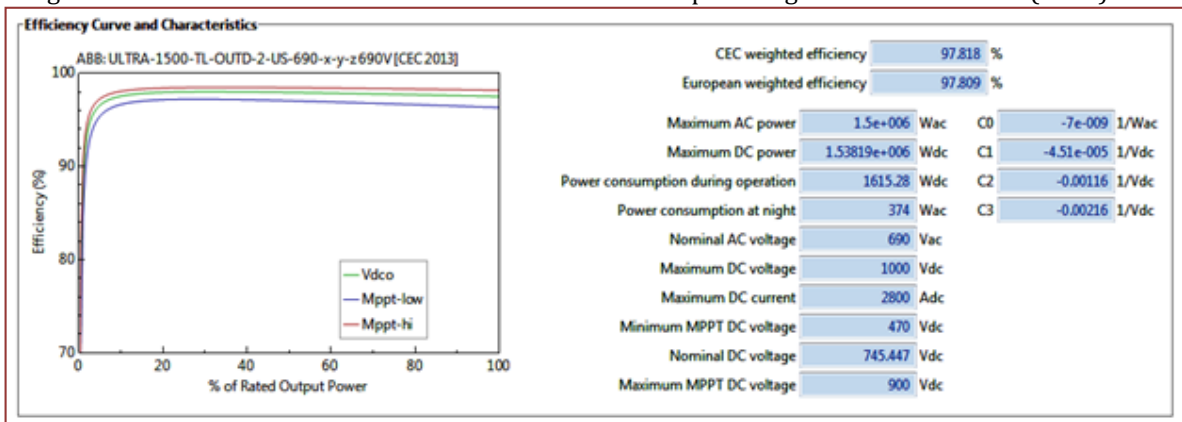 Efficiency Curve and Characteristics
ABB: ULTRA-1500-TL-OUTD-2-US-690-x-y-z 690V [CEC 2013]
100
90
80
70
Efficiency (%)
0 20 40 60 80 100
% of Rated Output Power
Vdco
Mppt-low
Mppt-hi
CEC weighted efficiency 97.818 %
European weighted efficiency 97.809 %
Maximum AC power 1.5e+006 Wac C0 -7e-009 1/Wac
Maximum DC power 1.53819e+006 Wdc C1 -4.51e-005 1/Vdc
Power consumption during operation 1615.28 Wdc C2 -0.00116 1/Vdc
Power consumption at night 374 Wac C3 -0.00216 1/Vdc
Nominal AC voltage 690 Vac
Maximum DC voltage 1000 Vdc
Maximum DC current 2800 Adc
Minimum MPPT DC voltage 470 Vdc
Nominal DC voltage 745.447 Vdc
Maximum MPPT DC voltage 900 Vdc